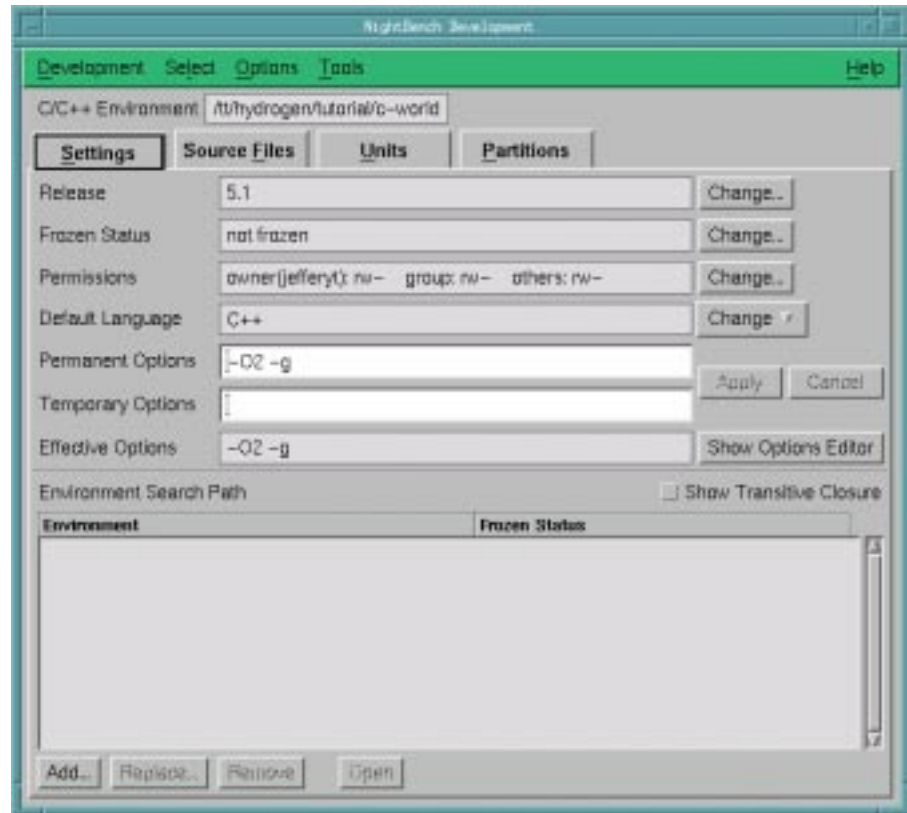 NightBench Development
Development Select Options Tools Help
C/C++ Environment /tt/hydrogen/tutorial/c-world
Settings Source Files Units Partitions
Release 5.1 Change...
Frozen Status not frozen Change...
Permissions owner(jefferyt): rw- group: rw- others: rw- Change...
Default Language C++ Change
Permanent Options -O2 -g
Apply Cancel
Temporary Options
Effective Options -O2 -g Show Options Editor
Environment Search Path Show Transitive Closure
Environment Frozen Status
Add... Replace... Remove Open